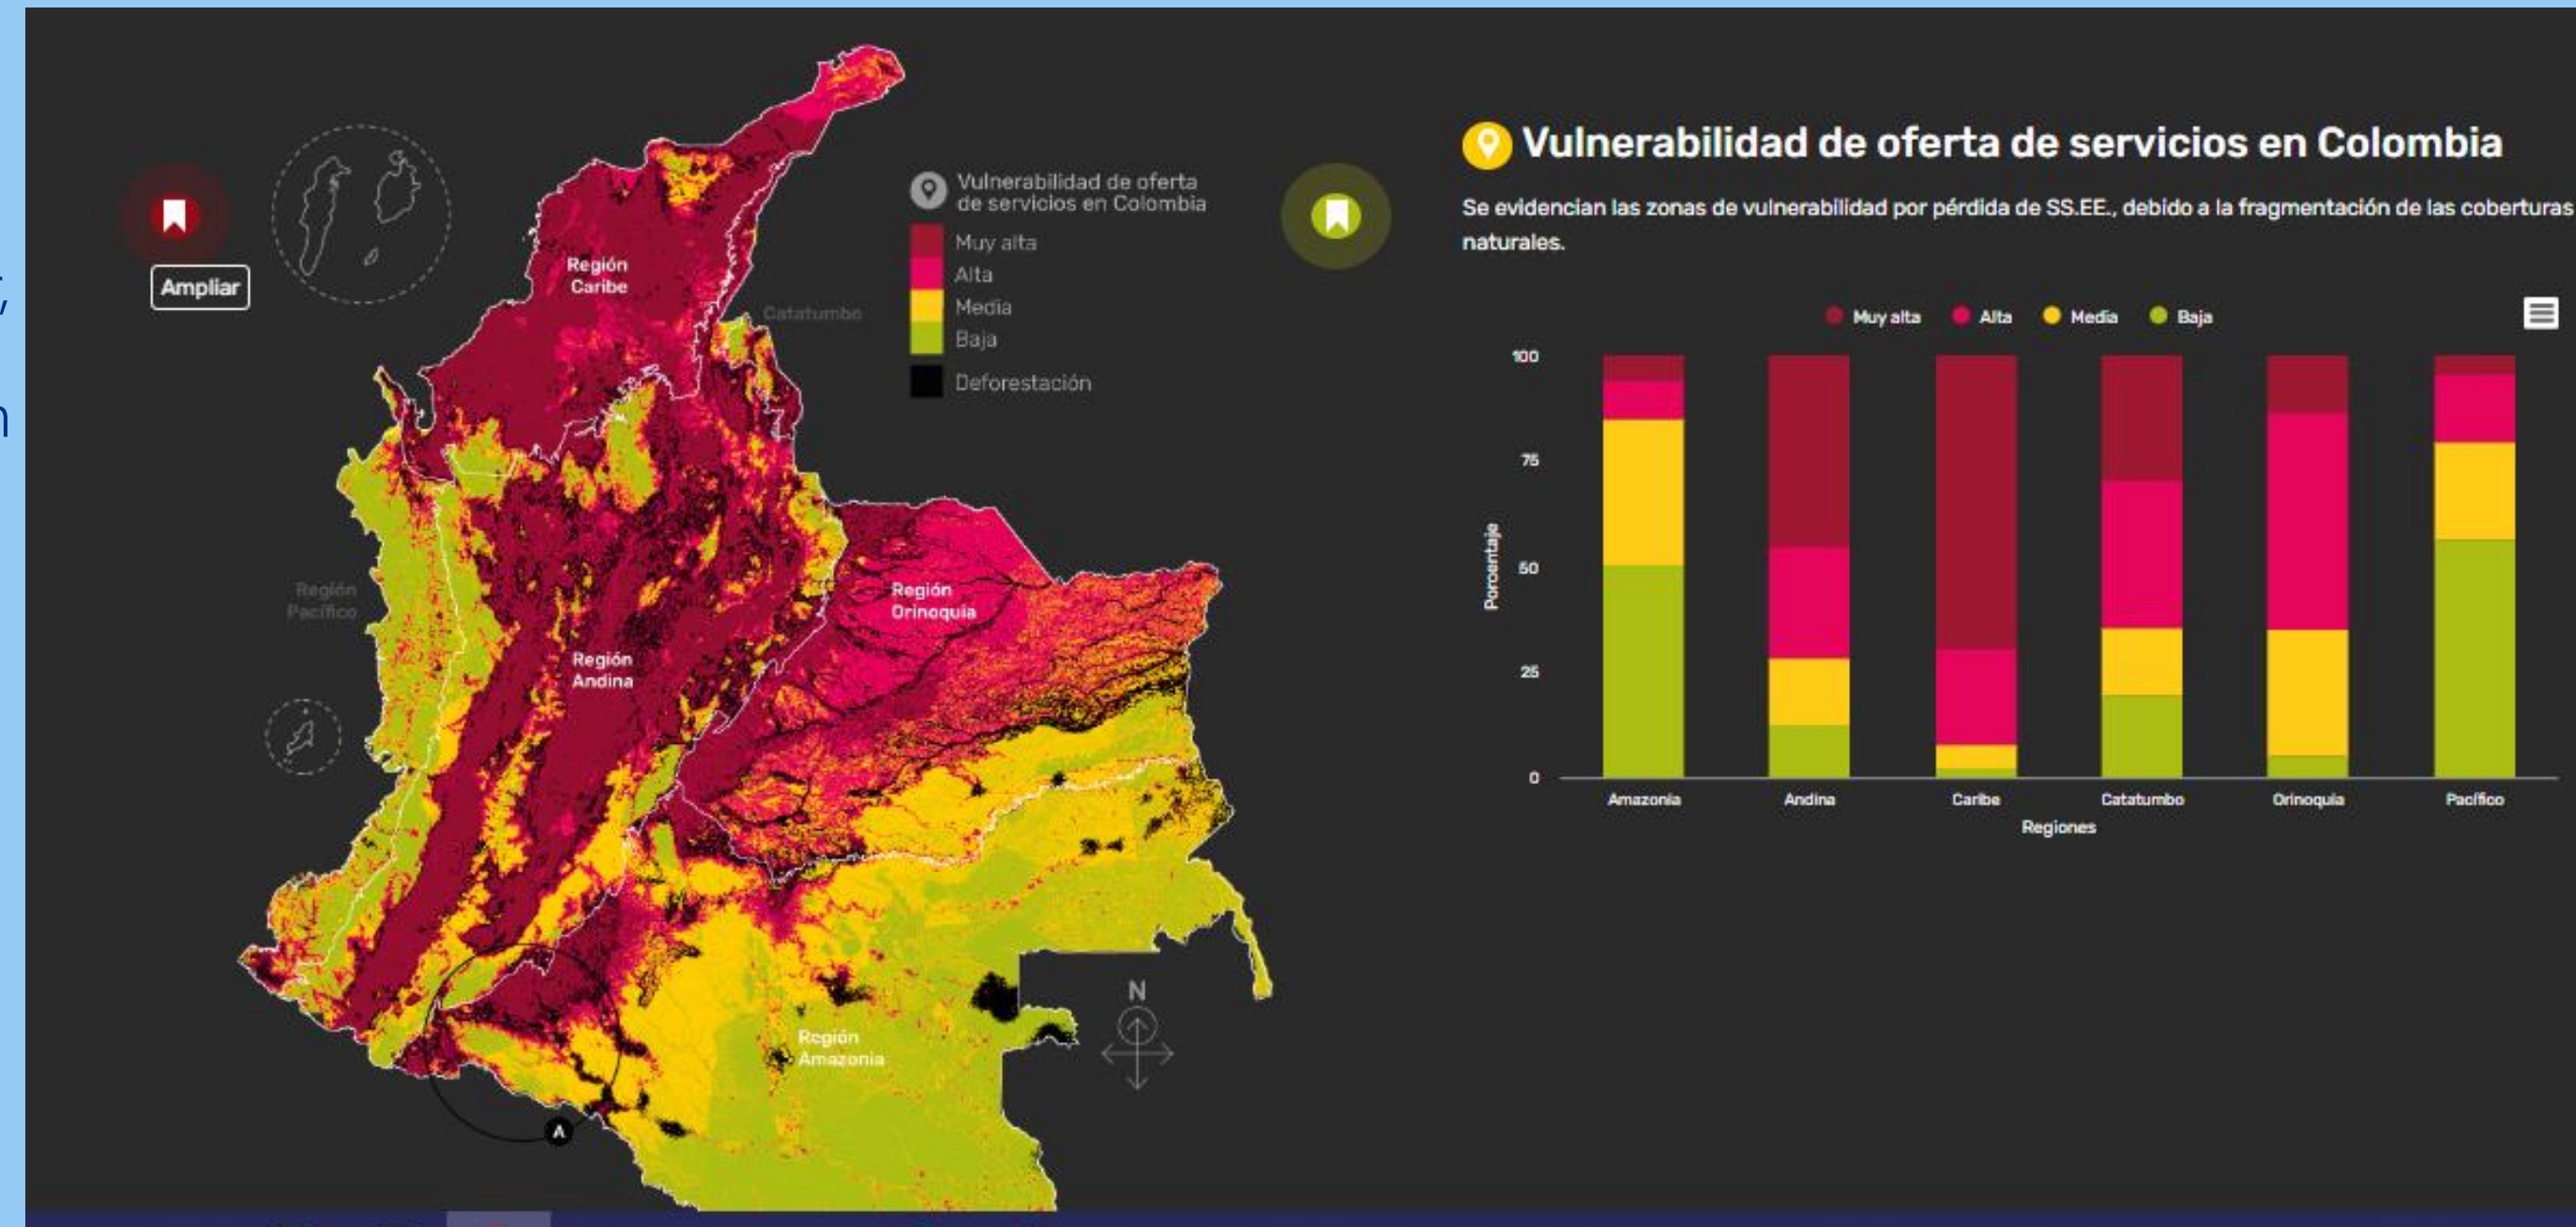 Ampliar
Región
Caribe
Catatumbo
Región
Pacífico
Región
Andina
Región
Orinoquia
Región
Amazonia
N
A
Vulnerabilidad de oferta
de servicios en Colombia
Muy alta
Alta
Media
Baja
Deforestación
Vulnerabilidad de oferta de servicios en Colombia
Se evidencian las zonas de vulnerabilidad por pérdida de SS.EE., debido a la fragmentación de las coberturas
naturales.
Muy alta Alta Media Baja
100
75
50
25
0
Porcentaje
Amazonia Andina Caribe Catatumbo Orinoquia Pacífico
Regiones